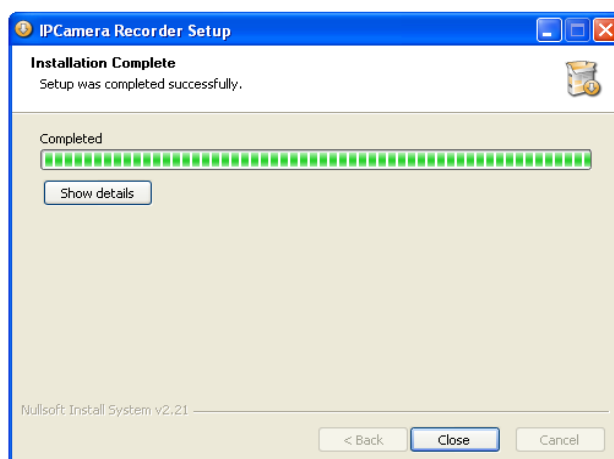 IPCamera Recorder Setup
Installation Complete
Setup was completed successfully.
Completed
Show details
Nullsoft Install System v2.21
< Back Close Cancel